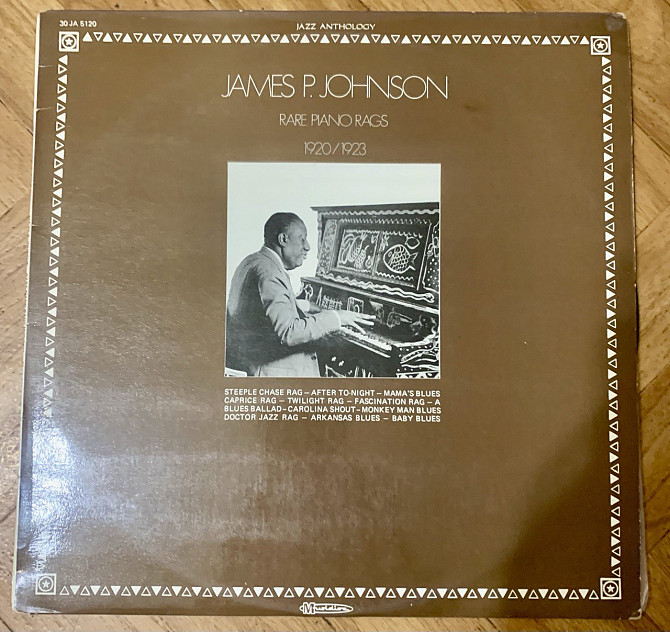 30 JA 5120
JAZZ ANTHOLOGY
JAMES P. JOHNSON
RARE PIANO RAGS
1920/1923
STEEPLE CHASE RAG – AFTER TO-NIGHT – MAMA'S BLUES
CAPRICE RAG – TWILIGHT RAG – FASCINATION RAG – A
BLUES BALLAD – CAROLINA SHOUT – MONKEY MAN BLUES
DOCTOR JAZZ RAG – ARKANSAS BLUES – BABY BLUES
Musidisc